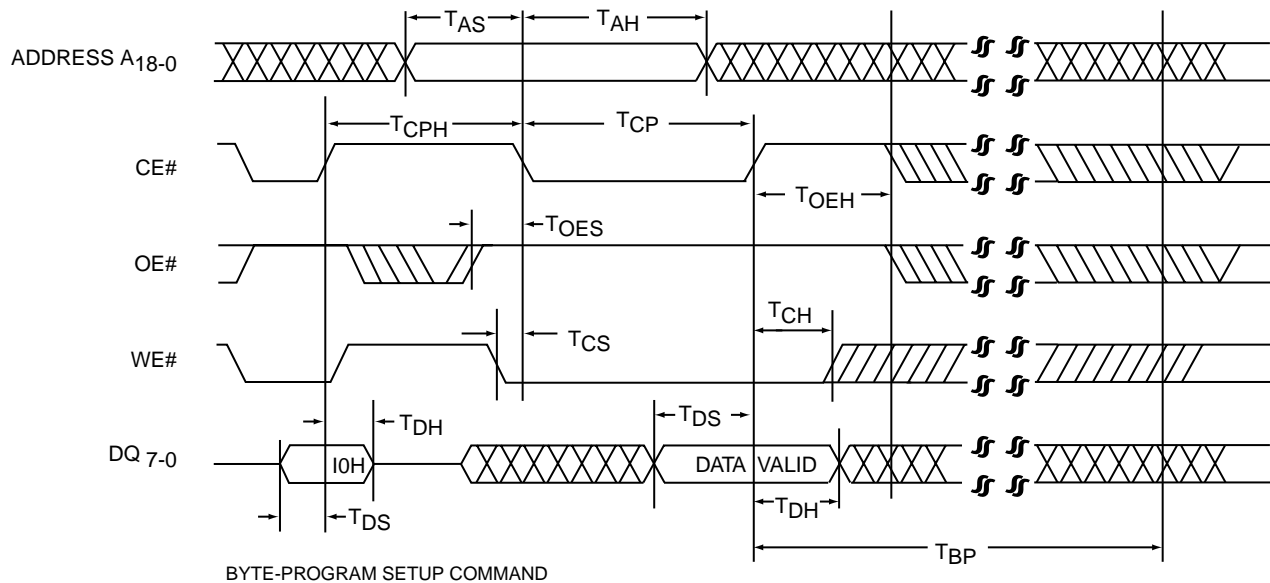 TAS TAH
ADDRESS A18-0
TCPH TCP
CE#
TOEH
TOES
OE#
TCH
TCS
WE#
TDH TDS
DQ 7-0 I0H DATA VALID
TDS TDH
TBP
BYTE-PROGRAM SETUP COMMAND